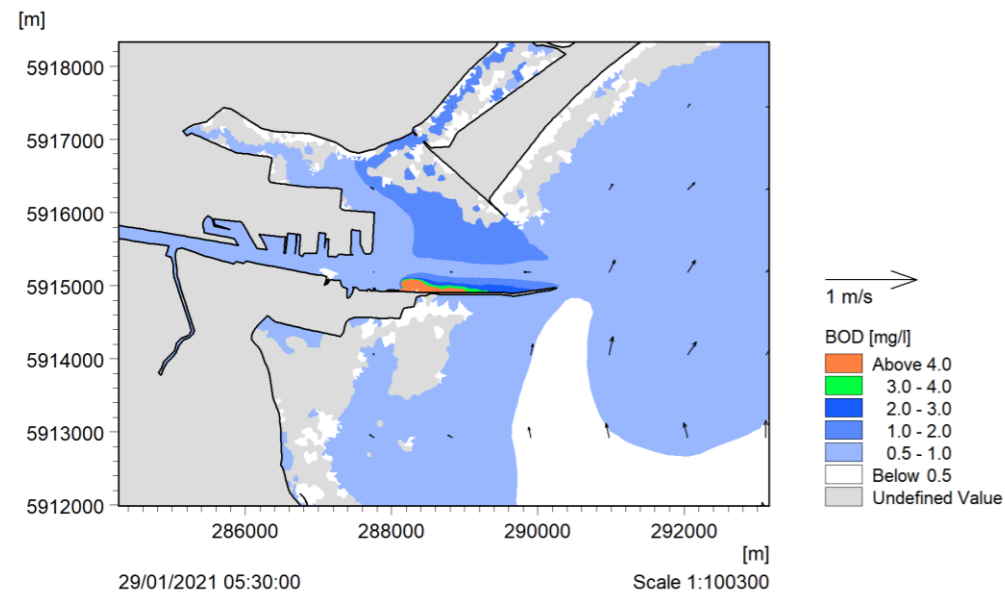 [m]
5918000
5917000
5916000
5915000
5914000
5913000
5912000
286000 288000 290000 292000
[m]
29/01/2021 05:30:00 Scale 1:100300
1 m/s
BOD [mg/l]
Above 4.0
3.0 - 4.0
2.0 - 3.0
1.0 - 2.0
0.5 - 1.0
Below 0.5
Undefined Value